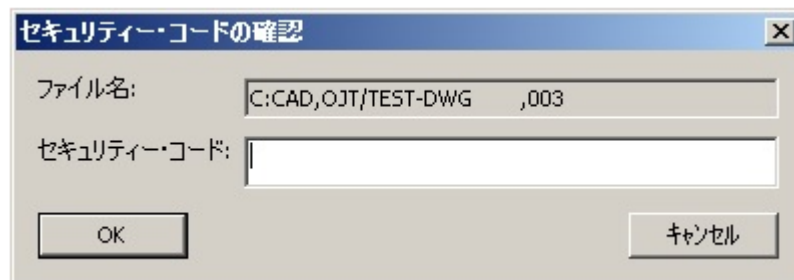 セキュリティー・コードの確認
ファイル名: C:CAD,OJT/TEST-DWG ,003
セキュリティー・コード:
OK キャンセル